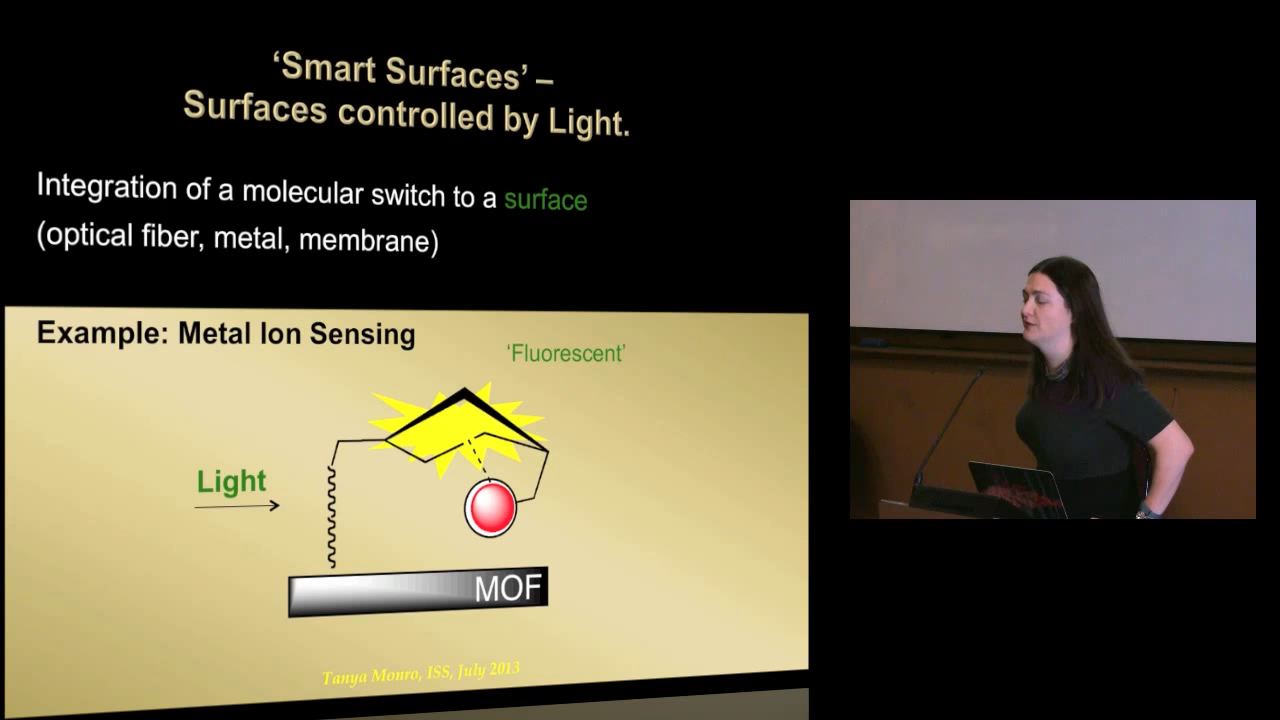 ‘Smart Surfaces’ –
Surfaces controlled by Light.
Integration of a molecular switch to a surface
(optical fiber, metal, membrane)
Example: Metal Ion Sensing
‘Fluorescent’
Light
MOF
Tanya Monro, ISS, July 2013